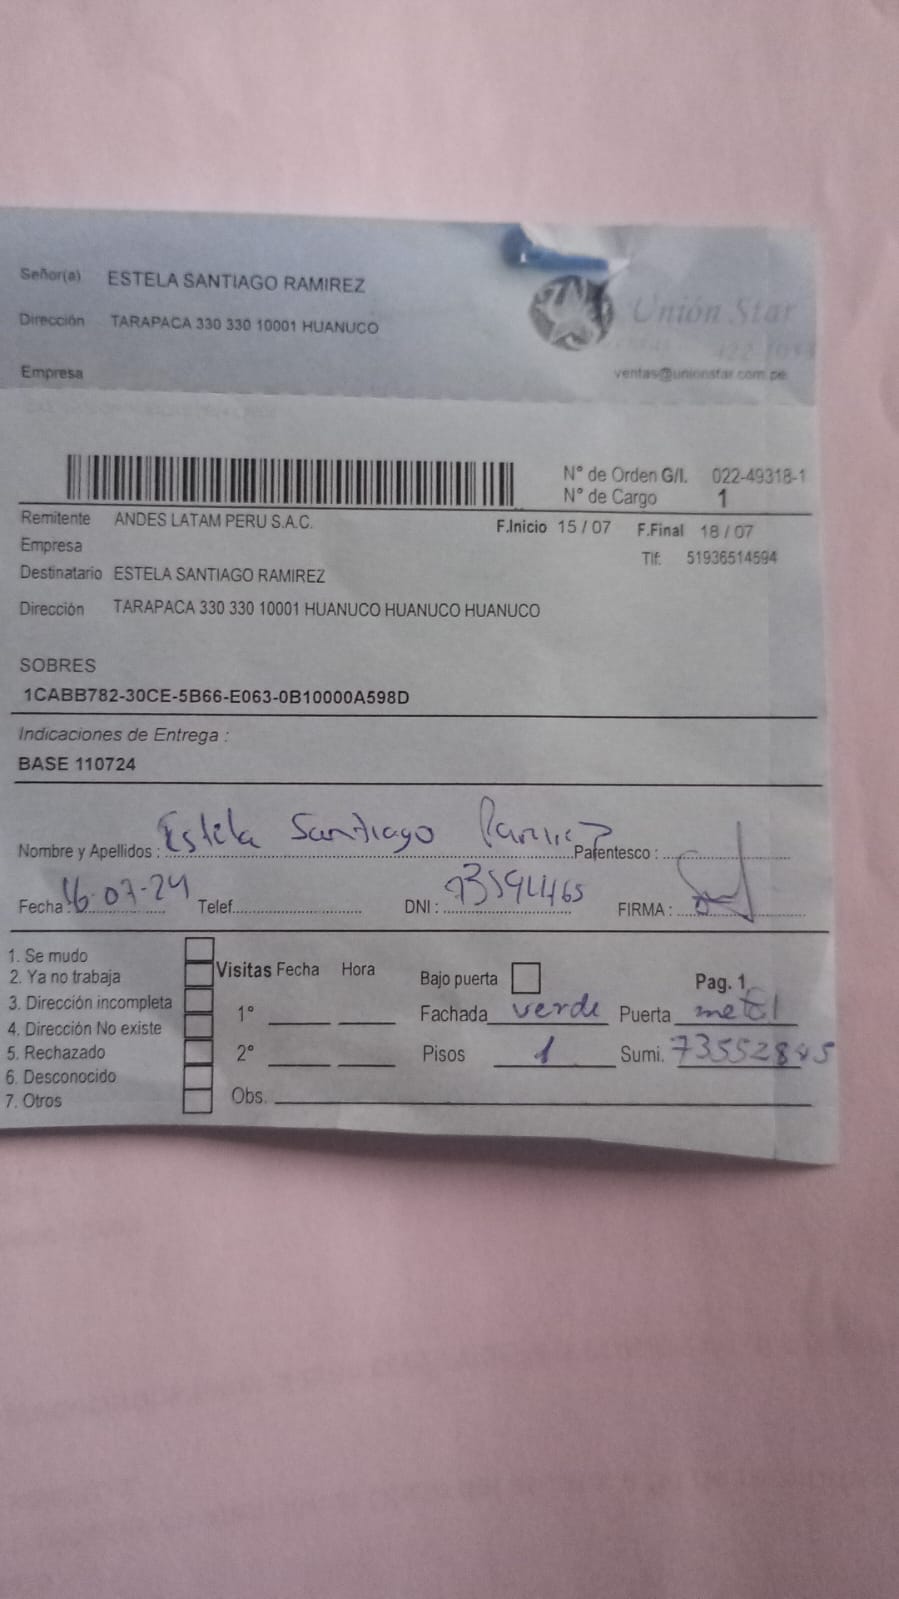 Señor(a) ESTELA SANTIAGO RAMIREZ
Dirección TARAPACA 330 330 10001 HUANUCO
Empresa
Unión Star
ventas@unionstar.com.pe
N° de Orden G/I. 022-49318-1
N° de Cargo 1
Remitente ANDES LATAM PERU S.A.C.
F.Inicio 15 / 07 F.Final 18 / 07
Empresa
Tlf: 51936514594
Destinatario ESTELA SANTIAGO RAMIREZ
Dirección TARAPACA 330 330 10001 HUANUCO HUANUCO HUANUCO
SOBRES
1CABB782-30CE-5B66-E063-0B10000A598D
Indicaciones de Entrega :
BASE 110724
Nombre y Apellidos : Estela Santiago Ramirez Parentesco :
Fecha : 16-07-24 Telef. DNI : FIRMA :
1. Se mudo
2. Ya no trabaja
3. Dirección incompleta
4. Dirección No existe
5. Rechazado
6. Desconocido
7. Otros
Visitas Fecha Hora
1°
2°
Obs.
Bajo puerta Pag. 1
Fachada verde Puerta metal
Pisos 1 Sumi. 73552845